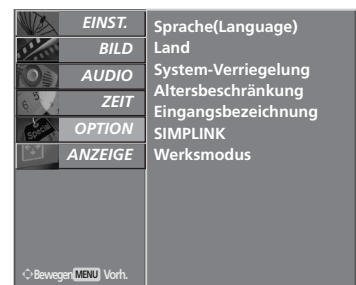 EINST.
BILD
AUDIO
ZEIT
OPTION
ANZEIGE
Sprache(Language)
Land
System-Verriegelung
Altersbeschränkung
Eingangsbezeichnung
SIMPLINK
Werksmodus
Bewegen MENU Vorh.